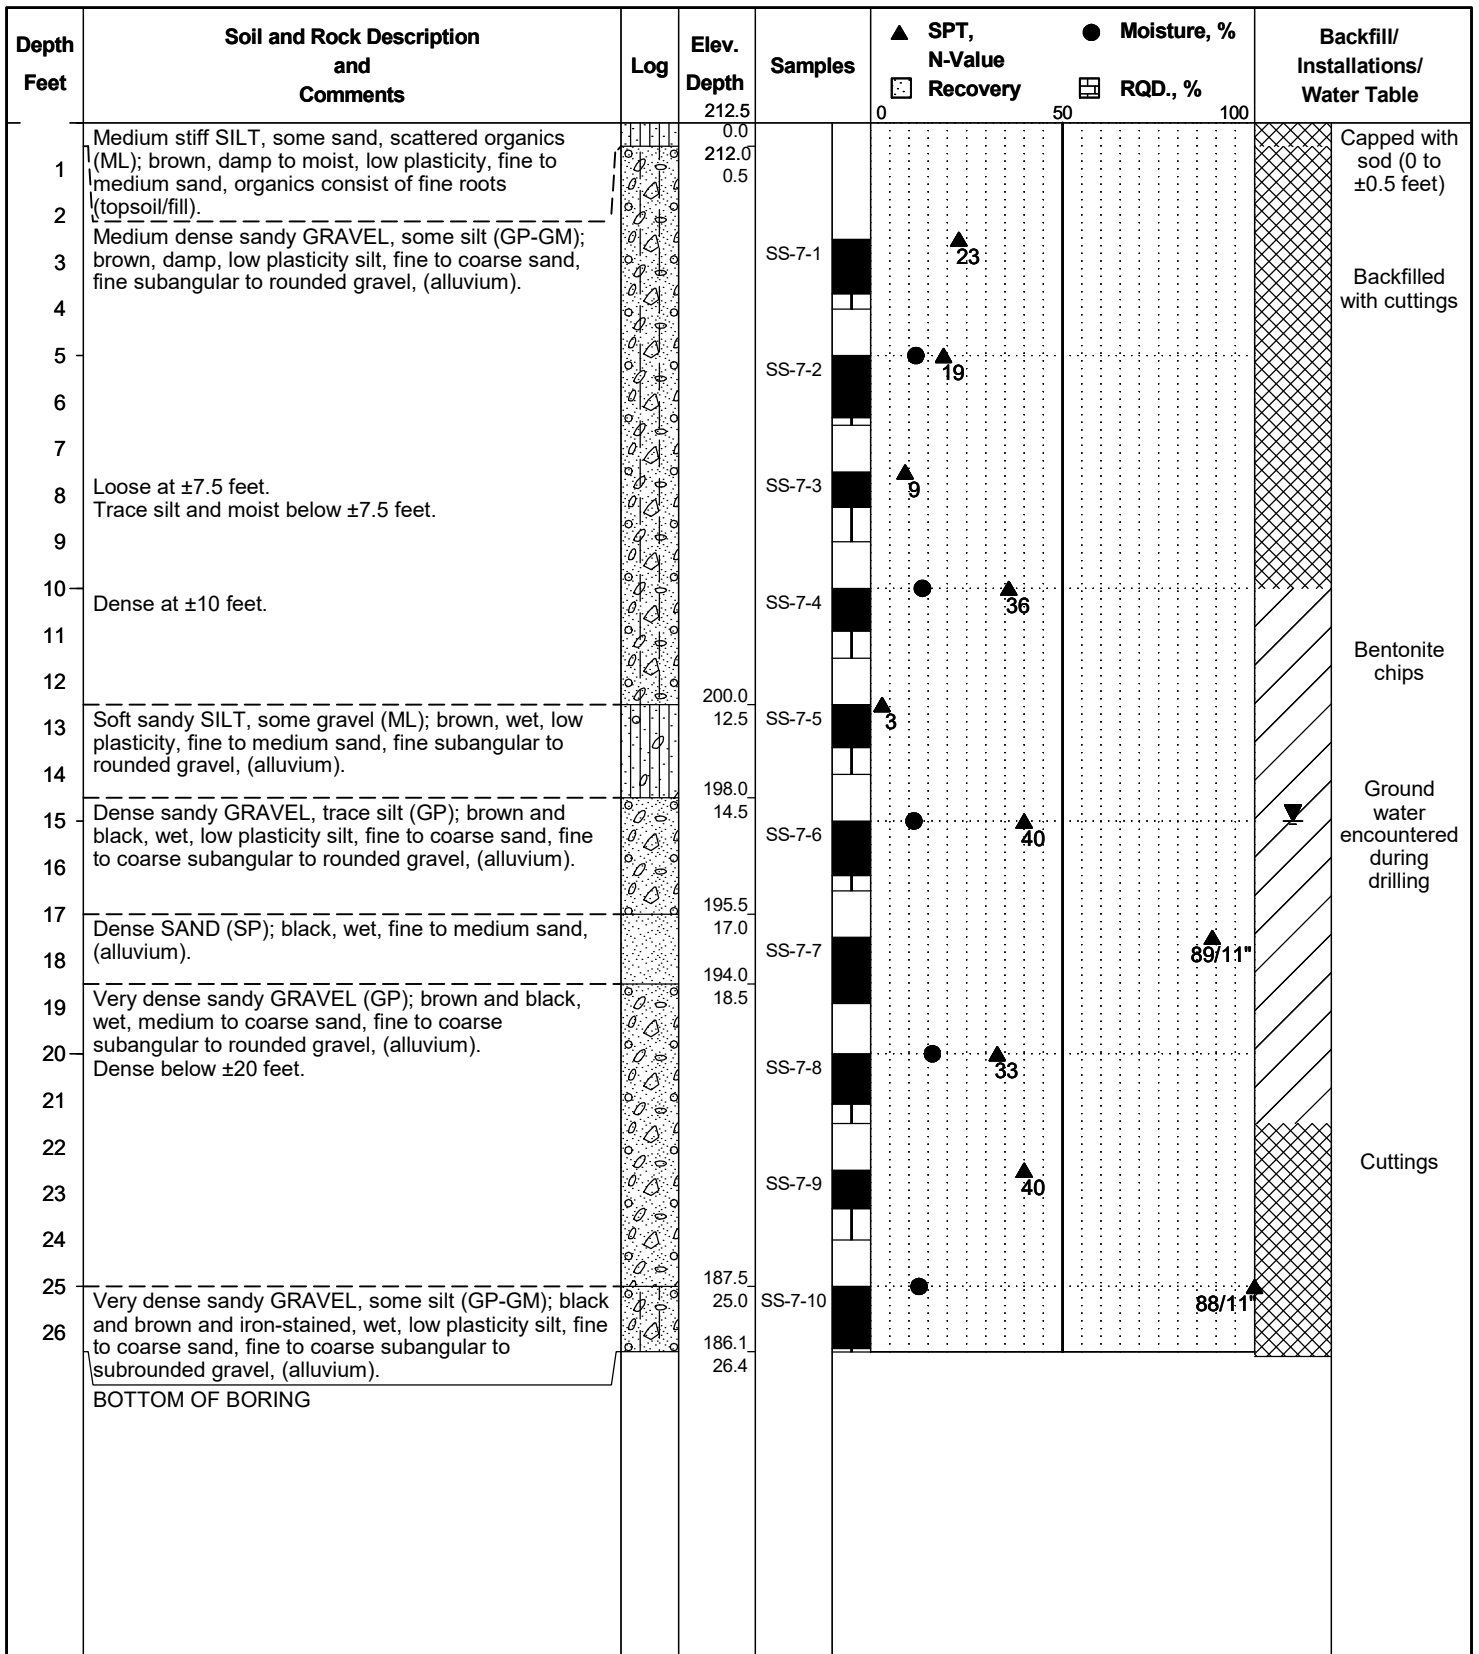 Depth
Feet
Soil and Rock Description
and
Comments
Log
Elev.
Depth
Samples
SPT,
N-Value
Moisture, %
Recovery
RQD., %
Backfill/
Installations/
Water Table
212.5
0
50
100
0.0
Medium stiff SILT, some sand, scattered organics
(ML); brown, damp to moist, low plasticity, fine to
medium sand, organics consist of fine roots
(topsoil/fill).
212.0
0.5
Capped with
sod (0 to
±0.5 feet)
1
2
Medium dense sandy GRAVEL, some silt (GP-GM);
brown, damp, low plasticity silt, fine to coarse sand,
fine subangular to rounded gravel, (alluvium).
SS-7-1
23
3
Backfilled
with cuttings
4
5
SS-7-2
19
6
7
Loose at ±7.5 feet.
Trace silt and moist below ±7.5 feet.
SS-7-3
9
8
9
10
Dense at ±10 feet.
SS-7-4
36
11
Bentonite
chips
12
200.0
12.5
Soft sandy SILT, some gravel (ML); brown, wet, low
plasticity, fine to medium sand, fine subangular to
rounded gravel, (alluvium).
SS-7-5
3
13
14
198.0
14.5
Dense sandy GRAVEL, trace silt (GP); brown and
black, wet, low plasticity silt, fine to coarse sand, fine
to coarse subangular to rounded gravel, (alluvium).
15
SS-7-6
40
Ground
water
encountered
during
drilling
16
195.5
17
17.0
Dense SAND (SP); black, wet, fine to medium sand,
(alluvium).
SS-7-7
89/11"
18
194.0
18.5
Very dense sandy GRAVEL (GP); brown and black,
wet, medium to coarse sand, fine to coarse
subangular to rounded gravel, (alluvium).
Dense below ±20 feet.
19
20
SS-7-8
33
21
22
Cuttings
SS-7-9
40
23
24
187.5
25
25.0
Very dense sandy GRAVEL, some silt (GP-GM); black
and brown and iron-stained, wet, low plasticity silt, fine
to coarse sand, fine to coarse subangular to
subrounded gravel, (alluvium).
SS-7-10
88/11"
26
186.1
26.4
BOTTOM OF BORING